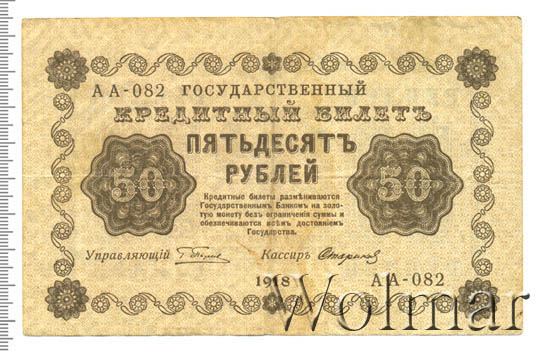 АА-082 ГОСУДАРСТВЕННЫЙ
КРЕДИТНЫЙ БИЛЕТЪ
ПЯТЬДЕСЯТЪ
РУБЛЕЙ
50
50
Кредитные билеты размѣниваются
Государственнымъ Банкомъ на золо-
тую монету безъ ограниченія суммы и
обезпечиваются всѣмъ достояніемъ
Государства.
Управляющій
Кассиръ
1918
АА-082
Wolmar